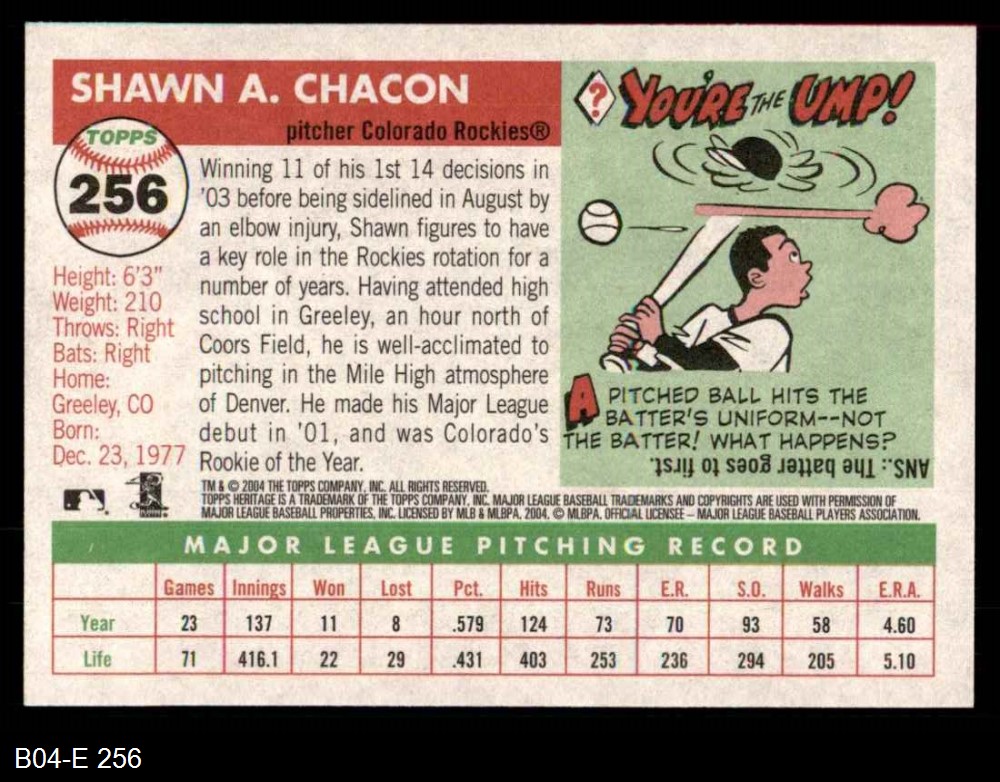 SHAWN A. CHACON
pitcher Colorado Rockies®
TOPPS
256
Height: 6'3"
Weight: 210
Throws: Right
Bats: Right
Home:
Greeley, CO
Born:
Dec. 23, 1977
Winning 11 of his 1st 14 decisions in
'03 before being sidelined in August by
an elbow injury, Shawn figures to have
a key role in the Rockies rotation for a
number of years. Having attended high
school in Greeley, an hour north of
Coors Field, he is well-acclimated to
pitching in the Mile High atmosphere
of Denver. He made his Major League
debut in '01, and was Colorado's
Rookie of the Year.
? YOU'RE THE UMP!
A PITCHED BALL HITS THE
BATTER'S UNIFORM--NOT
THE BATTER! WHAT HAPPENS?
ANS.: The batter goes to first.
TM & © 2004 THE TOPPS COMPANY, INC. ALL RIGHTS RESERVED.
TOPPS HERITAGE IS A TRADEMARK OF THE TOPPS COMPANY, INC. MAJOR LEAGUE BASEBALL TRADEMARKS AND COPYRIGHTS ARE USED WITH PERMISSION OF
MAJOR LEAGUE BASEBALL PROPERTIES, INC. LICENSED BY MLB & MLBPA, 2004. © MLBPA. OFFICIAL LICENSEE – MAJOR LEAGUE BASEBALL PLAYERS ASSOCIATION.
MAJOR LEAGUE PITCHING RECORD
Games Innings Won Lost Pct. Hits Runs E.R. S.O. Walks E.R.A.
Year 23 137 11 8 .579 124 73 70 93 58 4.60
Life 71 416.1 22 29 .431 403 253 236 294 205 5.10
B04-E 256